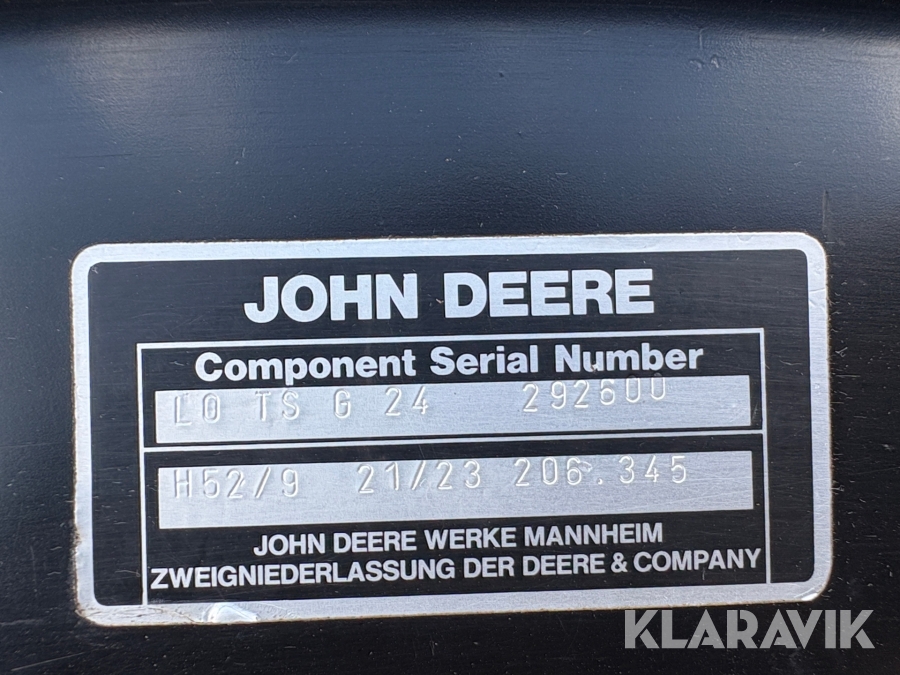 JOHN DEERE
Component Serial Number
LO TS G 24 292600
H52/9 21/23 206.345
JOHN DEERE WERKE MANNHEIM
ZWEIGNIEDERLASSUNG DER DEERE & COMPANY
KLARAVIK